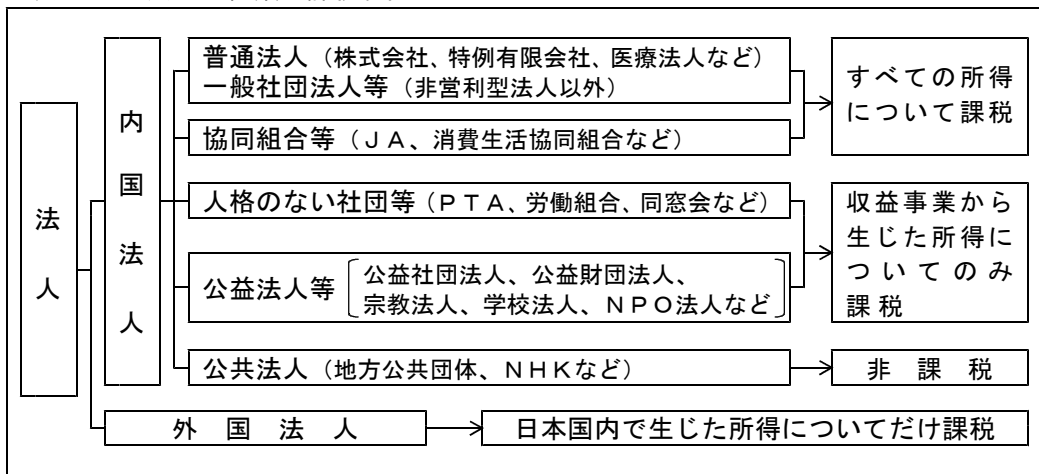 法人
内国法人
普通法人（株式会社、特例有限会社、医療法人など）
一般社団法人等（非営利型法人以外）
協同組合等（ＪＡ、消費生活協同組合など）
すべての所得
について課税
人格のない社団等（ＰＴＡ、労働組合、同窓会など）
公益法人等
公益社団法人、公益財団法人、
宗教法人、学校法人、ＮＰＯ法人など
収益事業から
生じた所得に
ついてのみ
課税
公共法人（地方公共団体、ＮＨＫなど）
非課税
外国法人
日本国内で生じた所得についてだけ課税